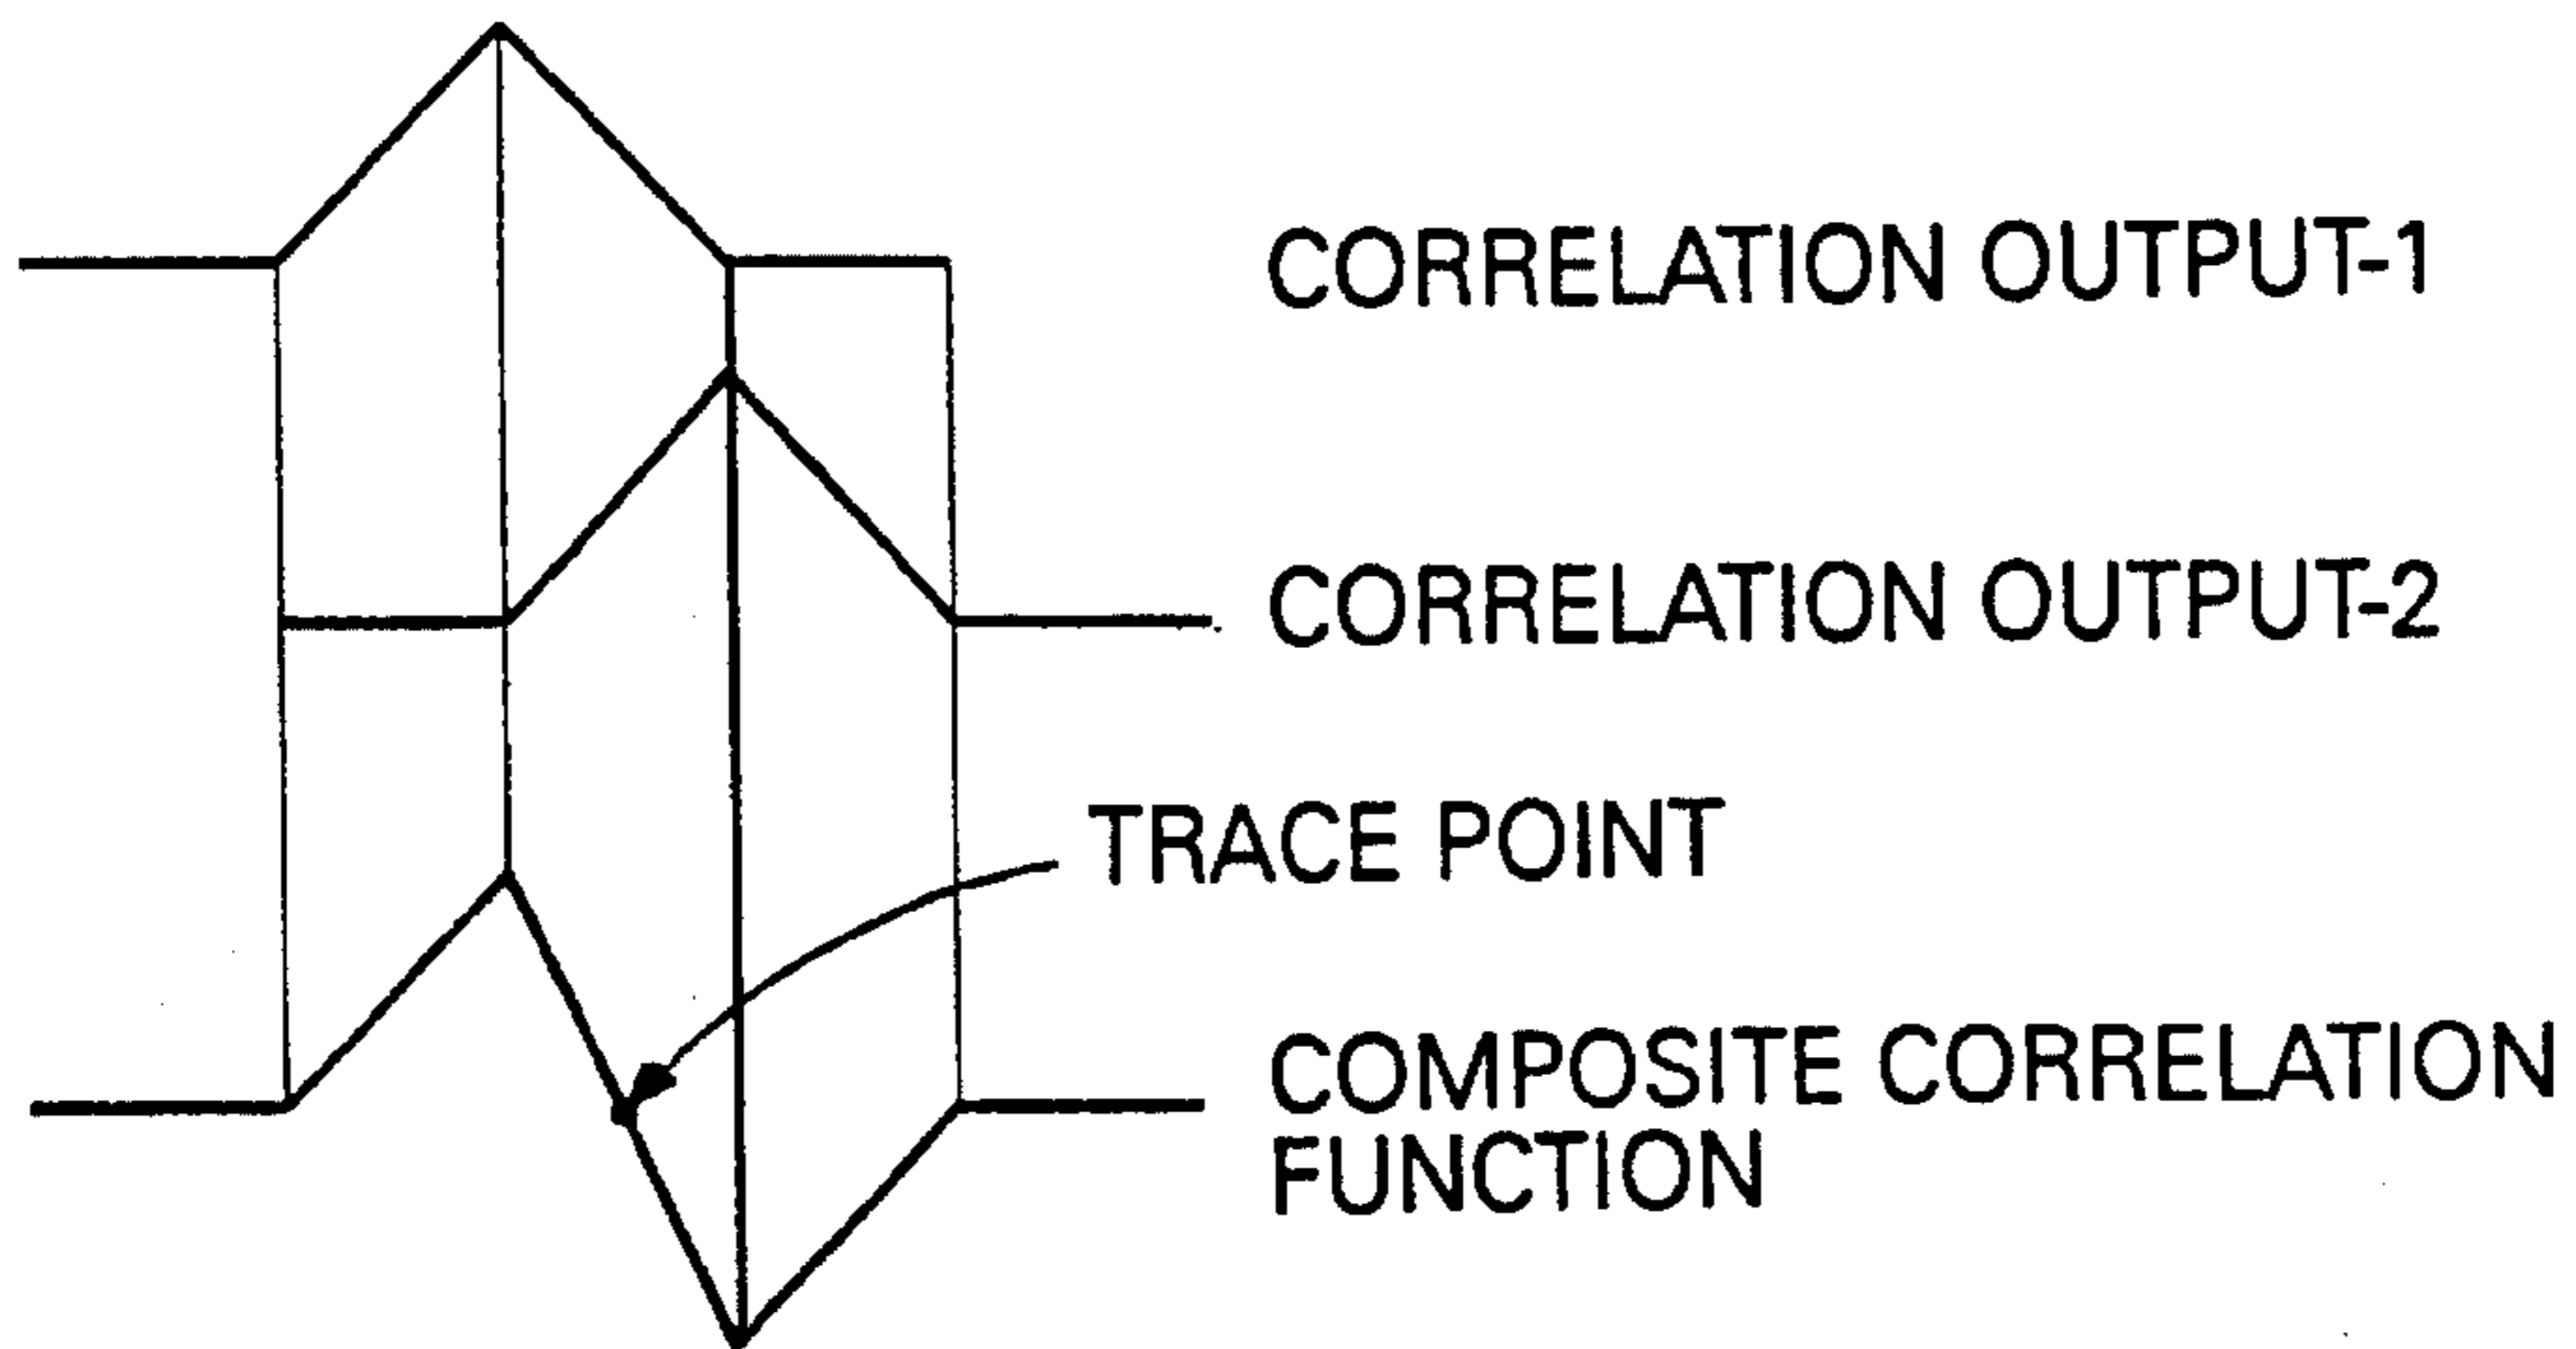 CORRELATION OUTPUT-1
CORRELATION OUTPUT-2
TRACE POINT
COMPOSITE CORRELATION
FUNCTION